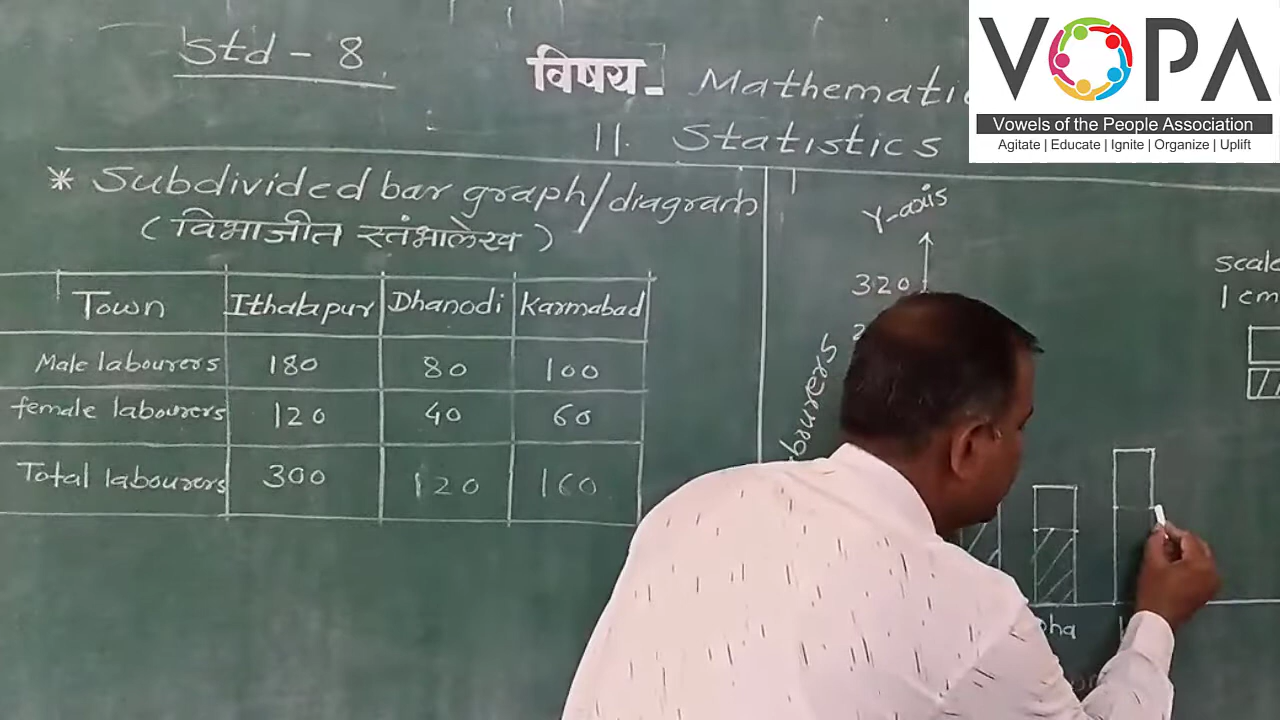 Std - 8
विषय- Mathematic
11. Statistics
VOPA
Vowels of the People Association
Agitate | Educate | Ignite | Organize | Uplift
* Subdivided bar graph/diagram
(विभाजीत स्तंभालेख)
Town Ithalapur Dhanodi Karmabad
Male labourers 180 80 100
female labourers 120 40 60
Total labourers 300 120 160
Y-axis
320
scale
1 cm
bourers